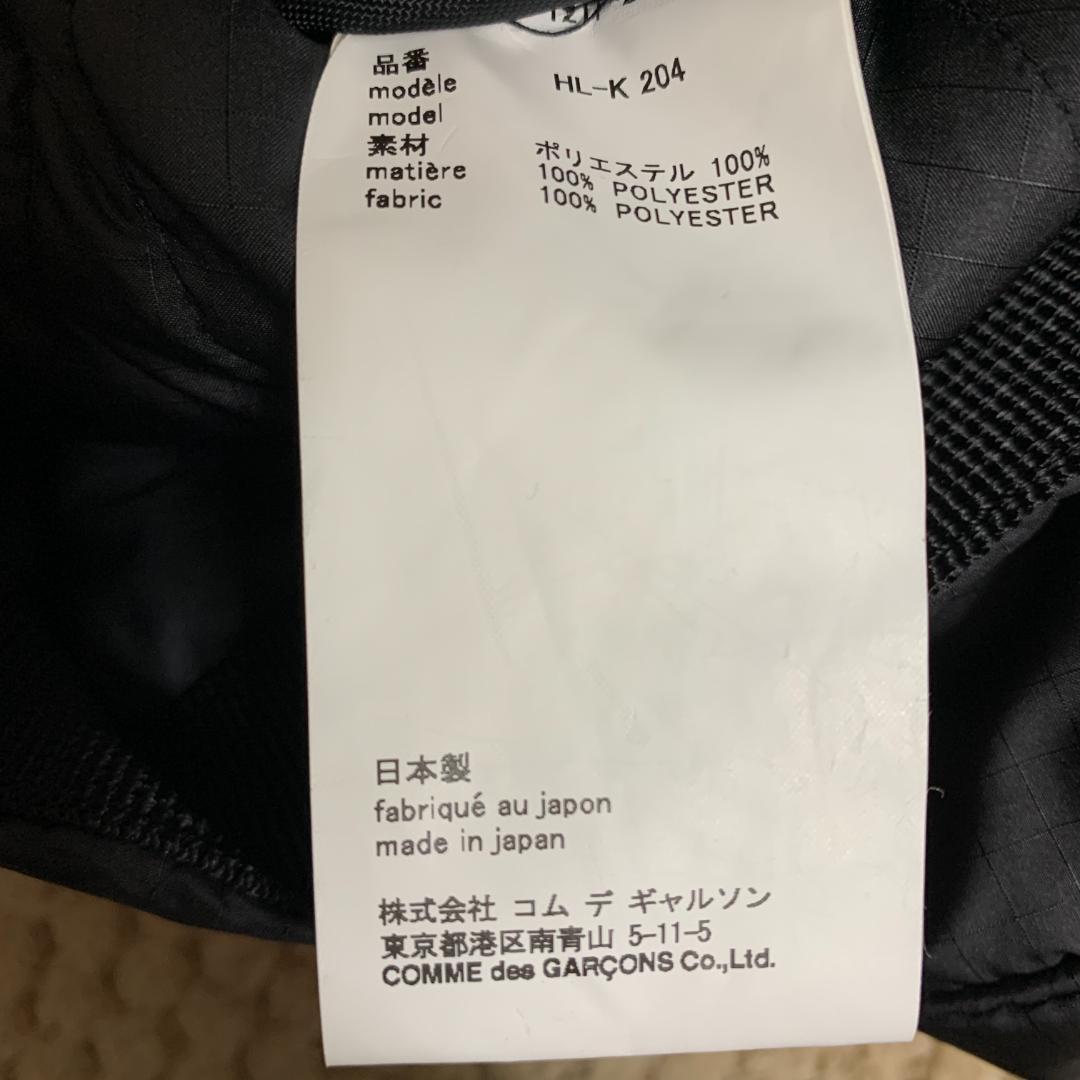 品番
modèle HL-K 204
model
素材 ポリエステル 100%
matière 100% POLYESTER
fabric 100% POLYESTER
日本製
fabriqué au japon
made in japan
株式会社 コム デ ギャルソン
東京都港区南青山 5-11-5
COMME des GARÇONS Co.,Ltd.